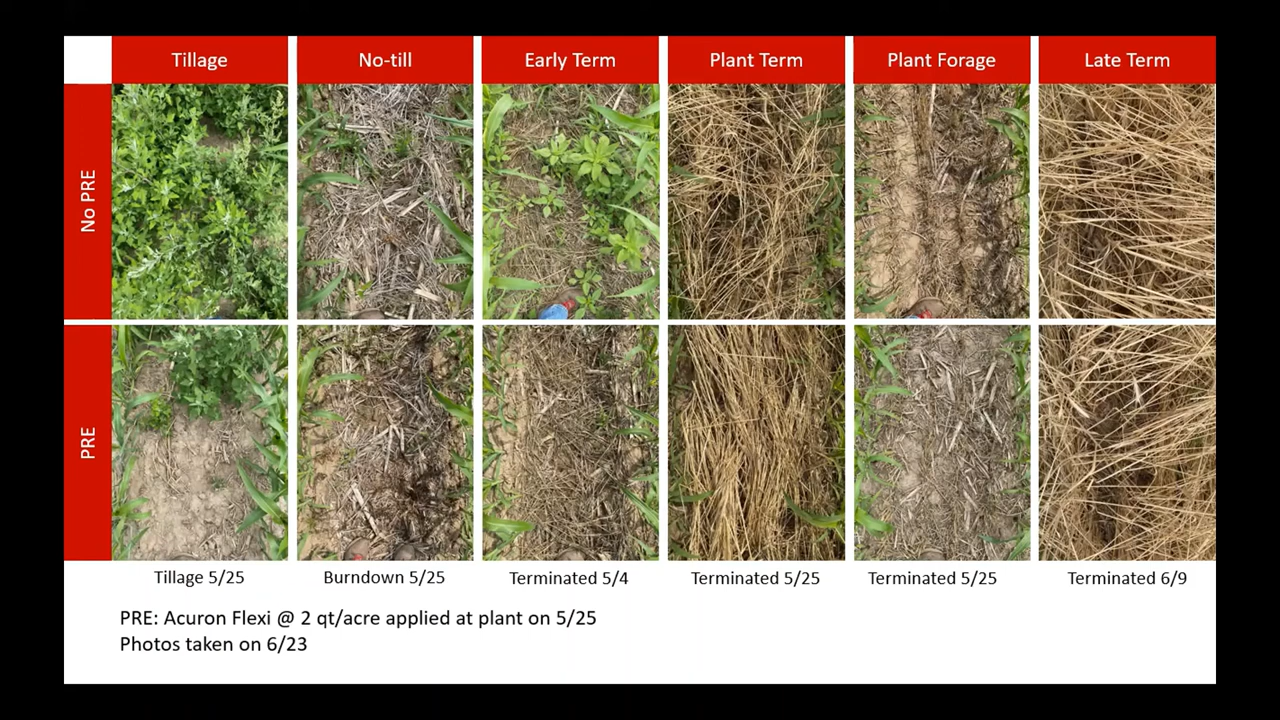 Tillage
No-till
Early Term
Plant Term
Plant Forage
Late Term
No PRE
PRE
Tillage 5/25
Burndown 5/25
Terminated 5/4
Terminated 5/25
Terminated 5/25
Terminated 6/9
PRE: Acuron Flexi @ 2 qt/acre applied at plant on 5/25
Photos taken on 6/23